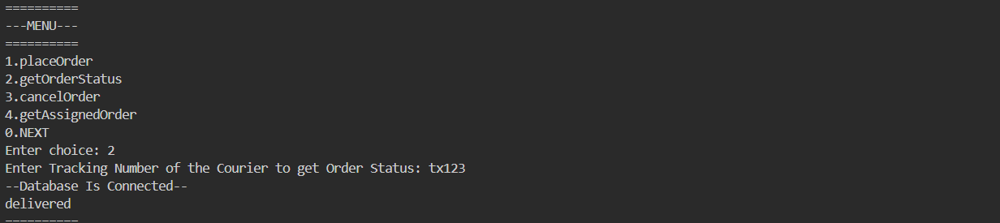 ==========
---MENU---
==========
1.placeOrder
2.getOrderStatus
3.cancelOrder
4.getAssignedOrder
0.NEXT
Enter choice: 2
Enter Tracking Number of the Courier to get Order Status: tx123
--Database Is Connected--
delivered
==========